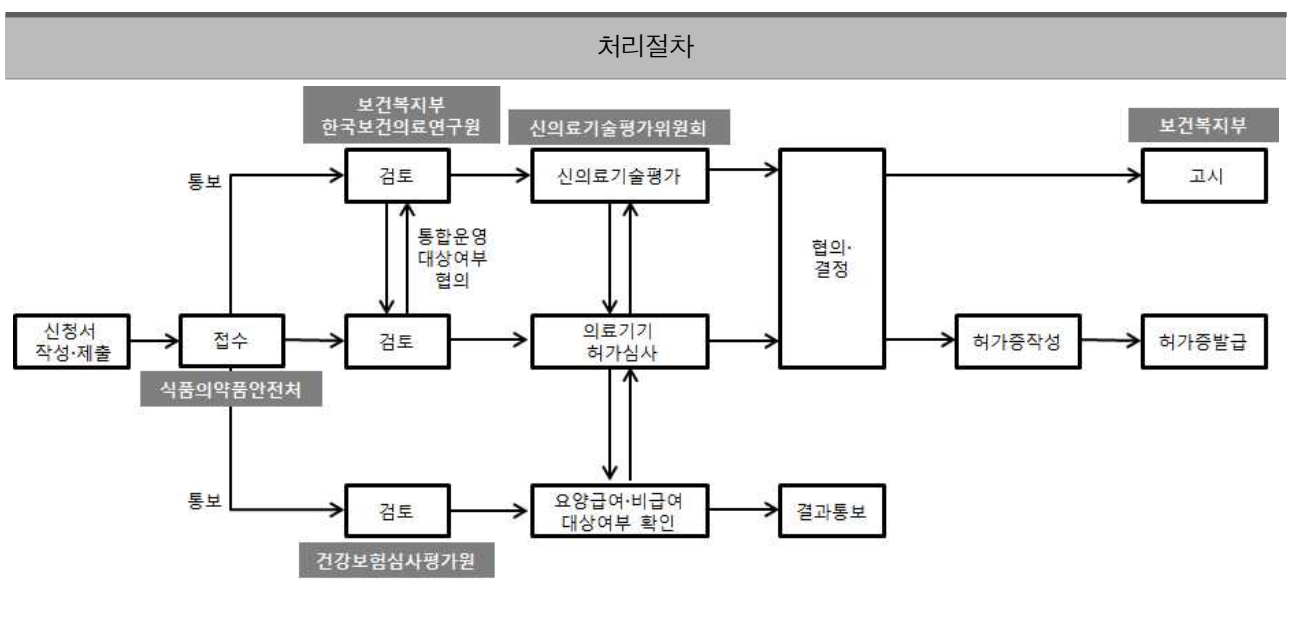 처리절차
보건복지부
한국보건의료연구원
신의료기술평가위원회
보건복지부
통보
검토
신의료기술평가
고시
통합운영
대상여부
협의
협의·
결정
신청서
작성·제출
접수
검토
의료기기
허가심사
허가증작성
허가증발급
식품의약품안전처
통보
검토
요양급여·비급여
대상여부 확인
결과통보
건강보험심사평가원